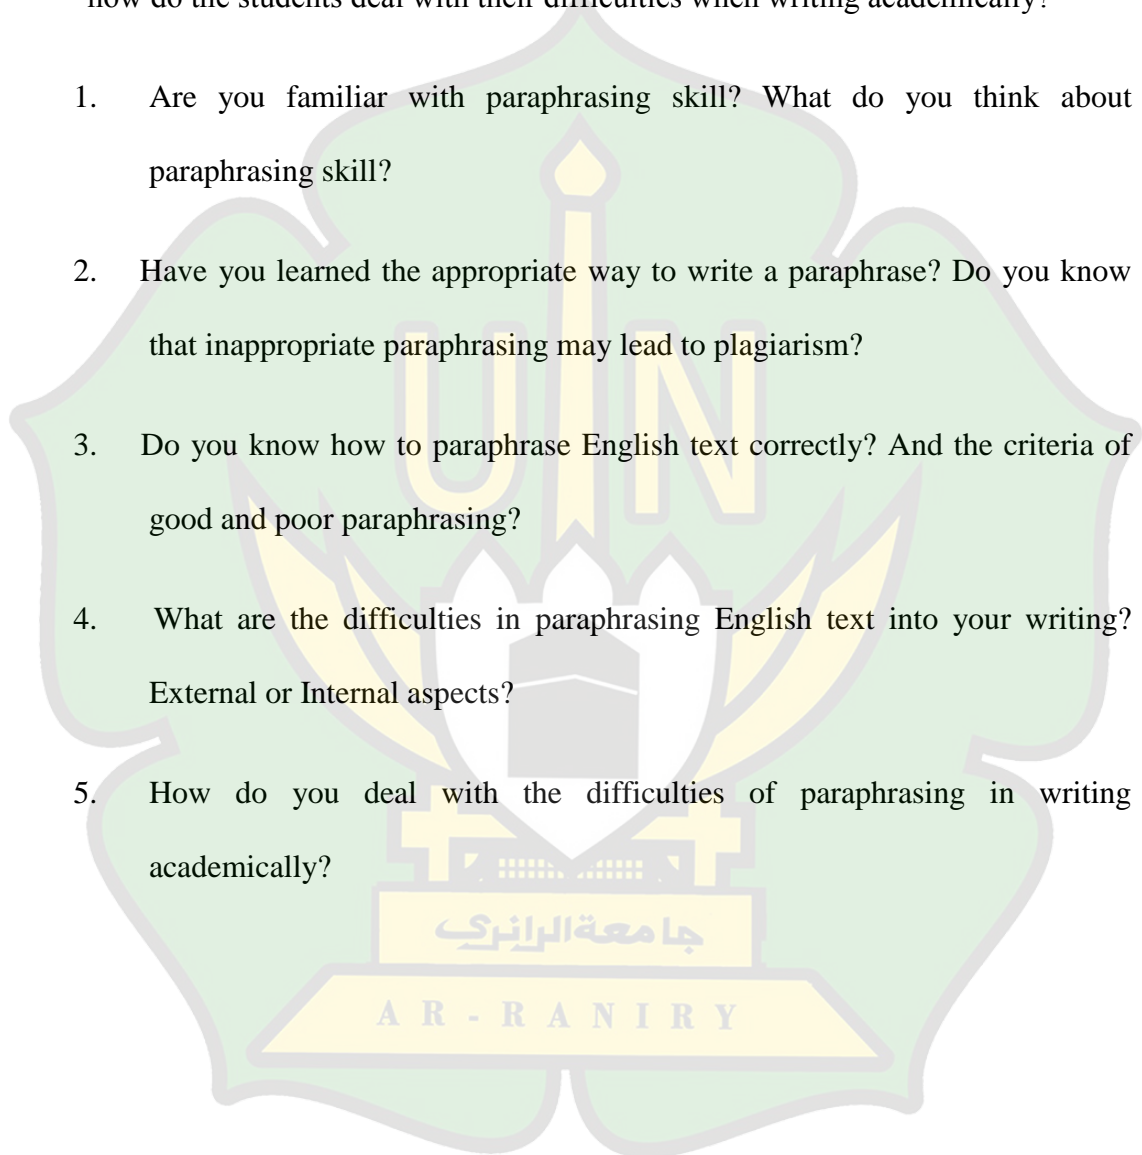 how do the students deal with their difficulties when writing academically?
1. Are you familiar with paraphrasing skill? What do you think about
paraphrasing skill?
2. Have you learned the appropriate way to write a paraphrase? Do you know
that inappropriate paraphrasing may lead to plagiarism?
3. Do you know how to paraphrase English text correctly? And the criteria of
good and poor paraphrasing?
4. What are the difficulties in paraphrasing English text into your writing?
External or Internal aspects?
5. How do you deal with the difficulties of paraphrasing in writing
academically?
UIN
جامعةالرانري
AR-RANIRY